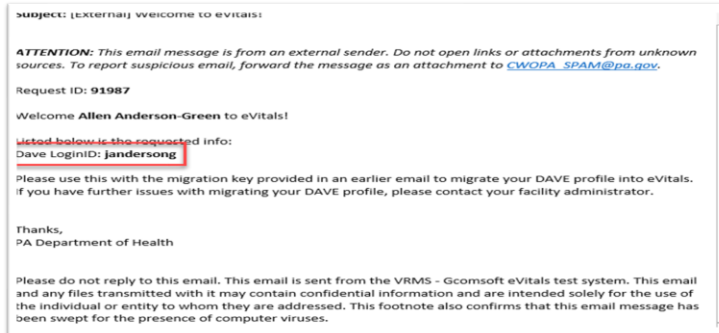 Subject: [External] Welcome to eVitals!
ATTENTION: This email message is from an external sender. Do not open links or attachments from unknown
sources. To report suspicious email, forward the message as an attachment to CWOPA_SPAM@pa.gov.
Request ID: 91987
Welcome Allen Anderson-Green to eVitals!
Listed below is the requested info:
Dave LoginID: jandersong
Please use this with the migration key provided in an earlier email to migrate your DAVE profile into eVitals.
If you have further issues with migrating your DAVE profile, please contact your facility administrator.
Thanks,
PA Department of Health
Please do not reply to this email. This email is sent from the VRMS - Gcomsoft eVitals test system. This email
and any files transmitted with it may contain confidential information and are intended solely for the use of
the individual or entity to whom they are addressed. This footnote also confirms that this email message has
been swept for the presence of computer viruses.